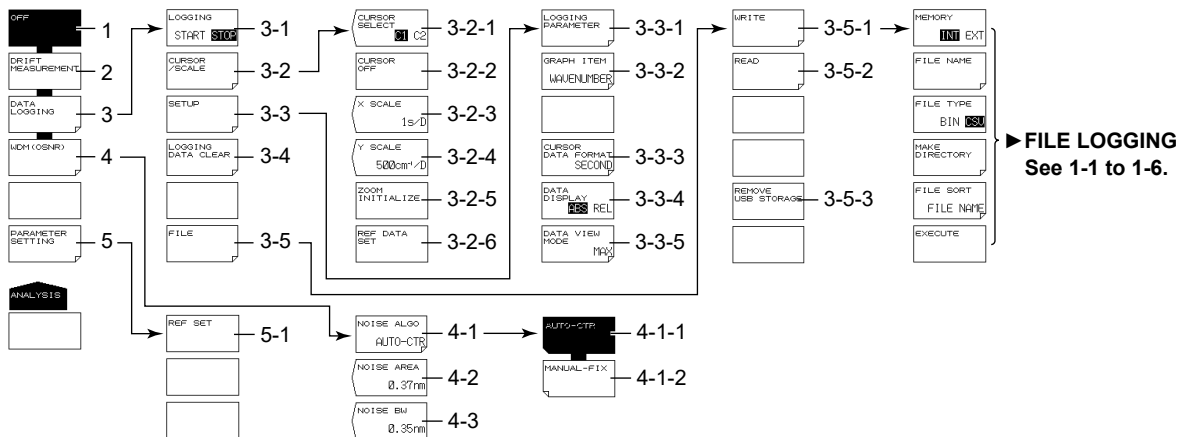 OFF
1
DRIFT
MEASUREMENT
2
DATA
LOGGING
3
WDM(OSNR)
4
PARAMETER
SETTING
5
ANALYSIS
LOGGING
START STOP
3-1
CURSOR
/SCALE
3-2
SETUP
3-3
LOGGING
DATA CLEAR
3-4
FILE
3-5
REF SET
5-1
CURSOR
SELECT
C1 C2
3-2-1
CURSOR
OFF
3-2-2
X SCALE
1s/D
3-2-3
Y SCALE
500cm⁻¹/D
3-2-4
ZOOM
INITIALIZE
3-2-5
REF DATA
SET
3-2-6
NOISE ALGO
AUTO-CTR
4-1
NOISE AREA
0.37nm
4-2
NOISE BW
0.35nm
4-3
LOGGING
PARAMETER
3-3-1
GRAPH ITEM
WAVENUMBER
3-3-2
CURSOR
DATA FORMAT
SECOND
3-3-3
DATA
DISPLAY
ABS REL
3-3-4
DATA VIEW
MODE
MAX
3-3-5
AUTO-CTR
4-1-1
MANUAL-FIX
4-1-2
WRITE
3-5-1
READ
3-5-2
REMOVE
USB STORAGE
3-5-3
MEMORY
INT EXT
FILE NAME
FILE TYPE
BIN CSV
MAKE
DIRECTORY
FILE SORT
FILE NAME
EXECUTE
►FILE LOGGING
See 1-1 to 1-6.